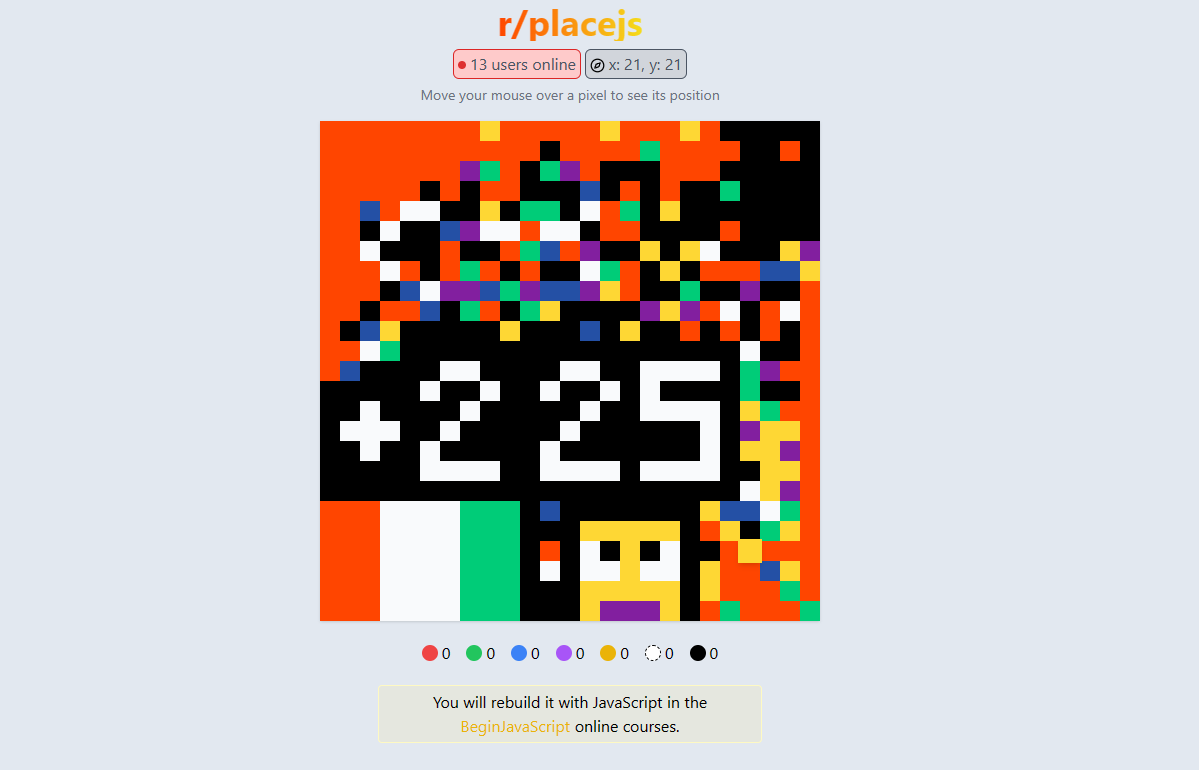 r/placejs
13 users online
x: 21, y: 21
Move your mouse over a pixel to see its position
+225
0 0 0 0 0 0 0
You will rebuild it with JavaScript in the
BeginJavaScript online courses.